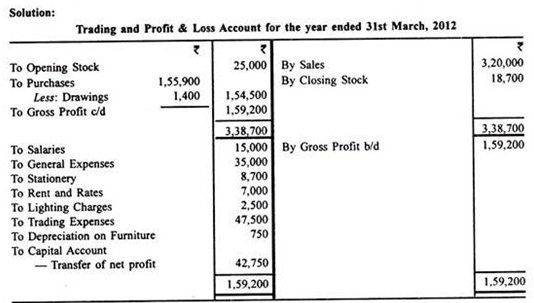 Solution:
Trading and Profit & Loss Account for the year ended 31st March, 2012
₹ ₹ ₹
To Opening Stock 25,000 By Sales 3,20,000
To Purchases 1,55,900 By Closing Stock 18,700
Less: Drawings 1,400 1,54,500
To Gross Profit c/d 1,59,200
3,38,700 3,38,700
To Salaries 15,000 By Gross Profit b/d 1,59,200
To General Expenses 35,000
To Stationery 8,700
To Rent and Rates 7,000
To Lighting Charges 2,500
To Trading Expenses 47,500
To Depreciation on Furniture 750
To Capital Account
— Transfer of net profit 42,750
1,59,200 1,59,200